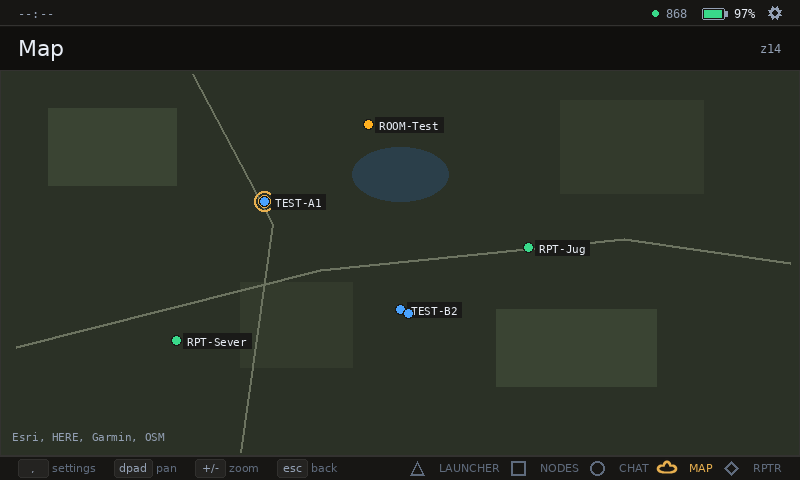 --:-- 868 97%
Map z14
ROOM-Test
TEST-A1
RPT-Jug
TEST-B2
RPT-Sever
Esri, HERE, Garmin, OSM
. settings dpad pan +/- zoom esc back LAUNCHER NODES CHAT MAP RPTR